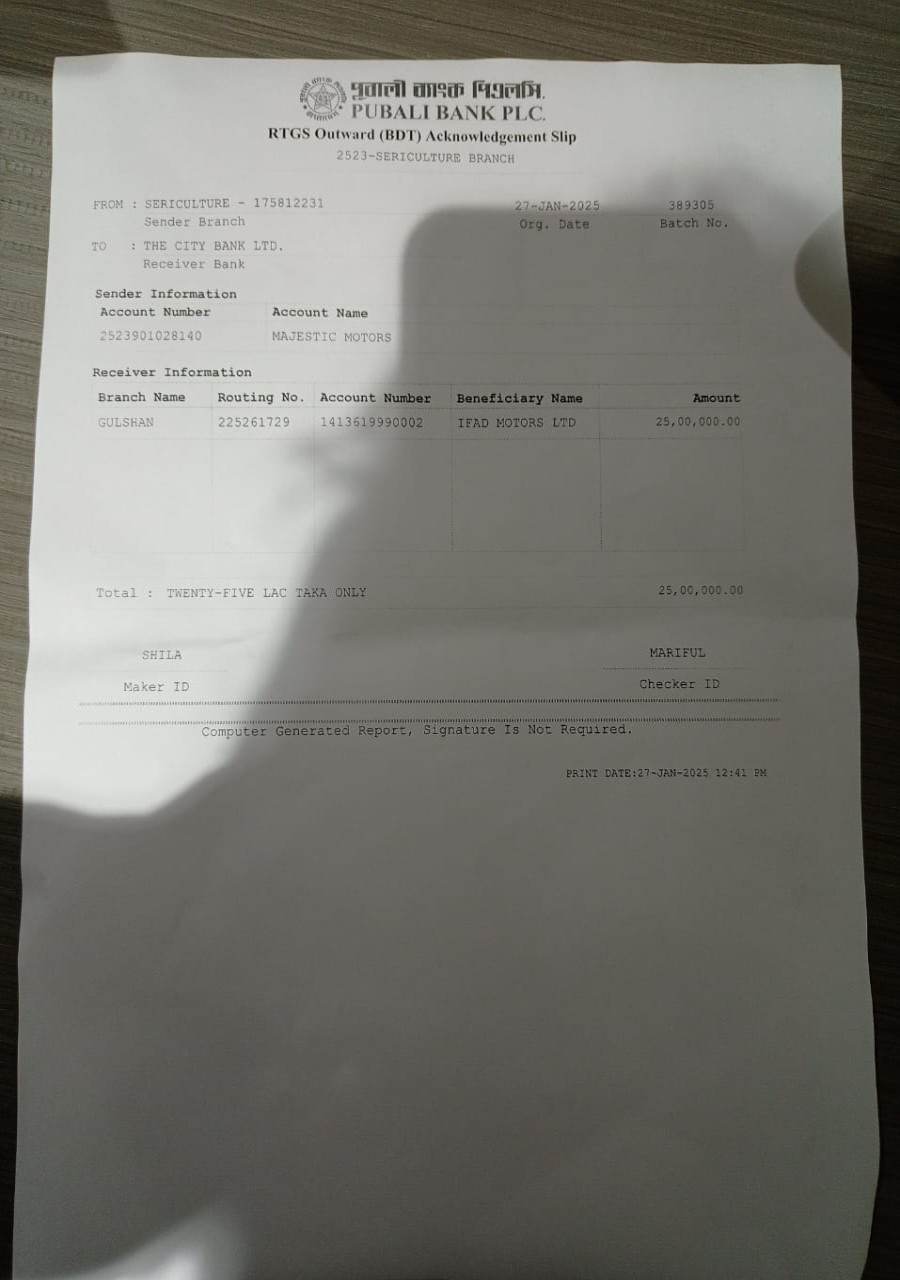 পূবালী ব্যাংক পিএলসি.
PUBALI BANK PLC.
RTGS Outward (BDT) Acknowledgement Slip
2523-SERICULTURE BRANCH
FROM : SERICULTURE - 175812231 27-JAN-2025 389305
Sender Branch Org. Date Batch No.
TO : THE CITY BANK LTD.
Receiver Bank
Sender Information
Account Number Account Name
2523901028140 MAJESTIC MOTORS
Receiver Information
Branch Name Routing No. Account Number Beneficiary Name Amount
GULSHAN 225261729 1413619990002 IFAD MOTORS LTD 25,00,000.00
Total : TWENTY-FIVE LAC TAKA ONLY 25,00,000.00
SHILA MARIFUL
Maker ID Checker ID
Computer Generated Report, Signature Is Not Required.
PRINT DATE:27-JAN-2025 12:41 PM